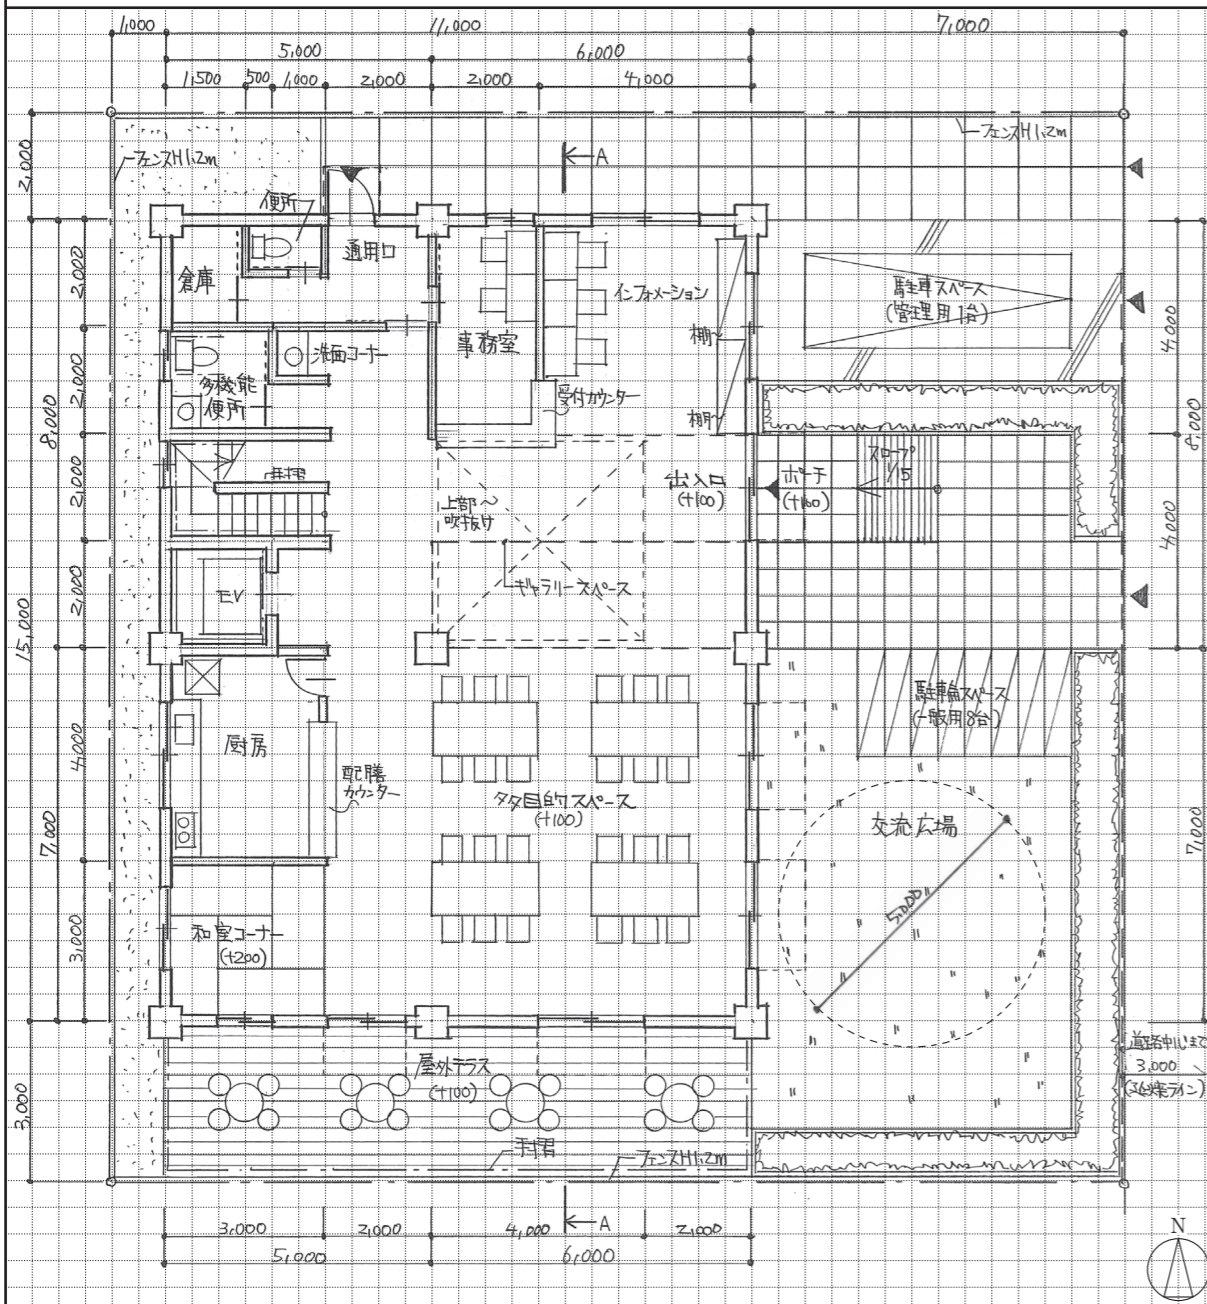 1,000
11,000
7,000
5,000
6,000
1,500
500
1,000
2,000
2,000
4,000
フェンスH1.2m
A
フェンスH1.2m
2,000
便所
通用口
倉庫
インフォメーション
駐車スペース
(管理用1台)
2,000
4,000
事務室
棚
洗面コーナー
多機能
便所
受付カウンター
棚
2,000
8,000
8,000
出入口
(+100)
ポーチ
スロープ
1/15
2,000
上部
吹抜け
4,000
EV
ギャラリースペース
2,000
15,000
駐輪スペース
(一般用8台)
厨房
配膳
カウンター
4,000
多目的スペース
(+100)
交流広場
7,000
7,000
5,000
和室コーナー
(+200)
3,000
屋外テラス
(+100)
道路中心まで
3,000
3,000
手摺
フェンスH1.2m
3,000
2,000
4,000
A
2,000
5,000
6,000
N